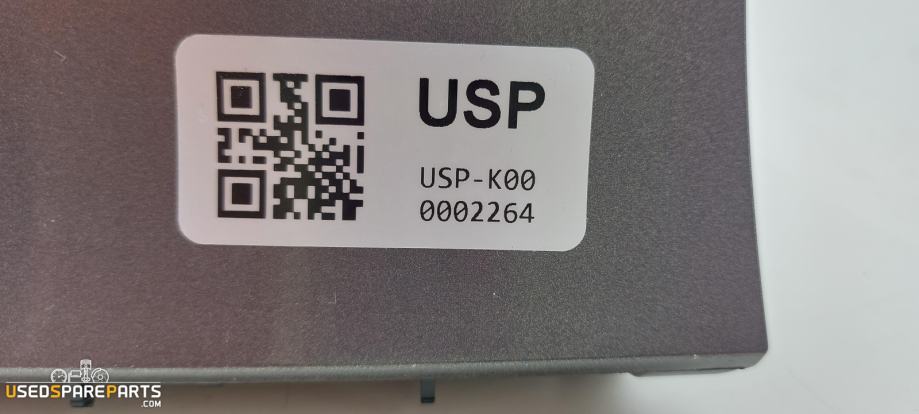 USP
USP-K00
0002264
USEDSPAREPARTS
.COM